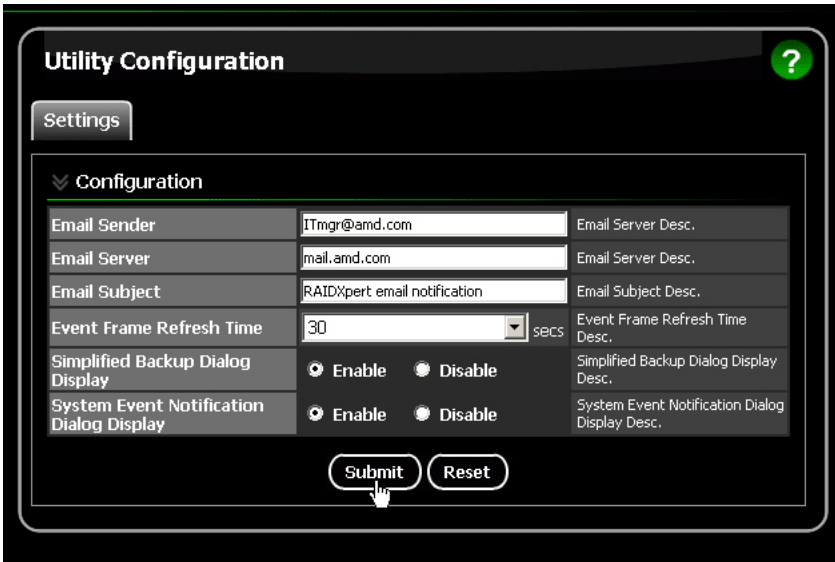 Utility Configuration
?
Settings
Configuration
Email Sender
ITmgr@amd.com
Email Server Desc.
Email Server
mail.amd.com
Email Server Desc.
Email Subject
RAIDXpert email notification
Email Subject Desc.
Event Frame Refresh Time
30
secs
Event Frame Refresh Time
Desc.
Simplified Backup Dialog
Display
Enable
Disable
Simplified Backup Dialog Display
Desc.
System Event Notification
Dialog Display
Enable
Disable
System Event Notification Dialog
Display Desc.
Submit
Reset